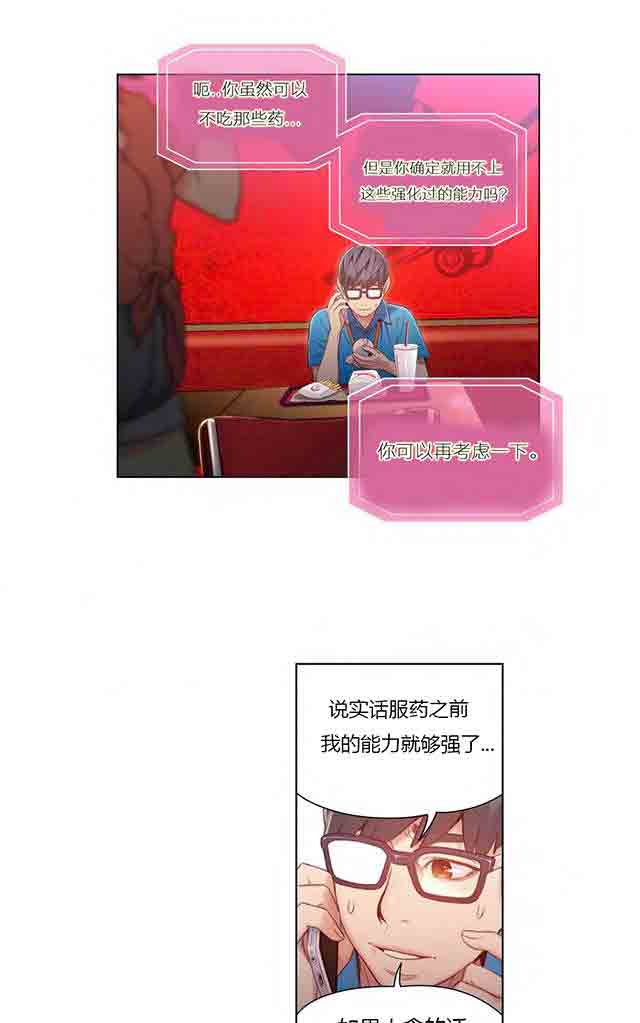 呃..你虽然可以
不吃那些药...
但是你确定就用不上
这些强化过的能力吗?
你可以再考虑一下。
说实话服药之前
我的能力就够强了...